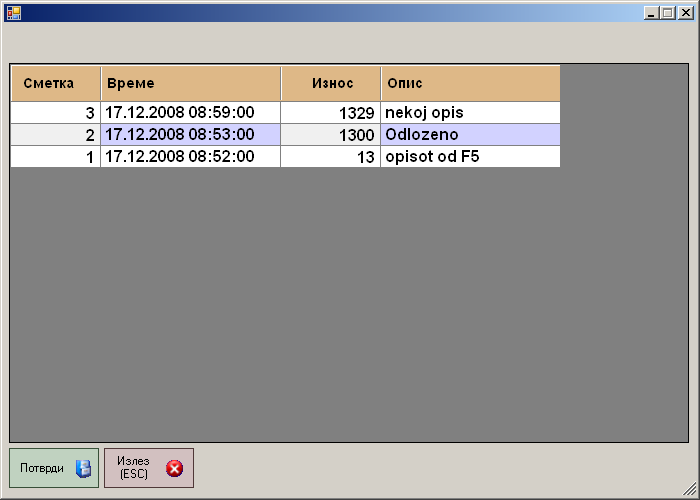 Сметка Време Износ Опис
3 17.12.2008 08:59:00 1329 nekoj opis
2 17.12.2008 08:53:00 1300 Odlozeno
1 17.12.2008 08:52:00 13 opisot od F5
Потврди
Излез
(ESC)